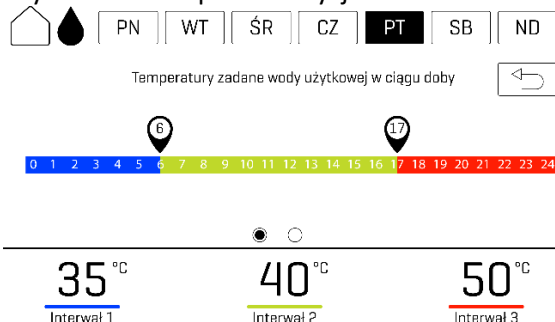 PN WT ŚR CZ PT SB ND
Temperatury zadane wody użytkowej w ciągu doby
6 17
0 1 2 3 4 5 6 7 8 9 10 11 12 13 14 15 16 17 18 19 20 21 22 23 24
35 °C 40 °C 50 °C
Interwał 1 Interwał 2 Interwał 3